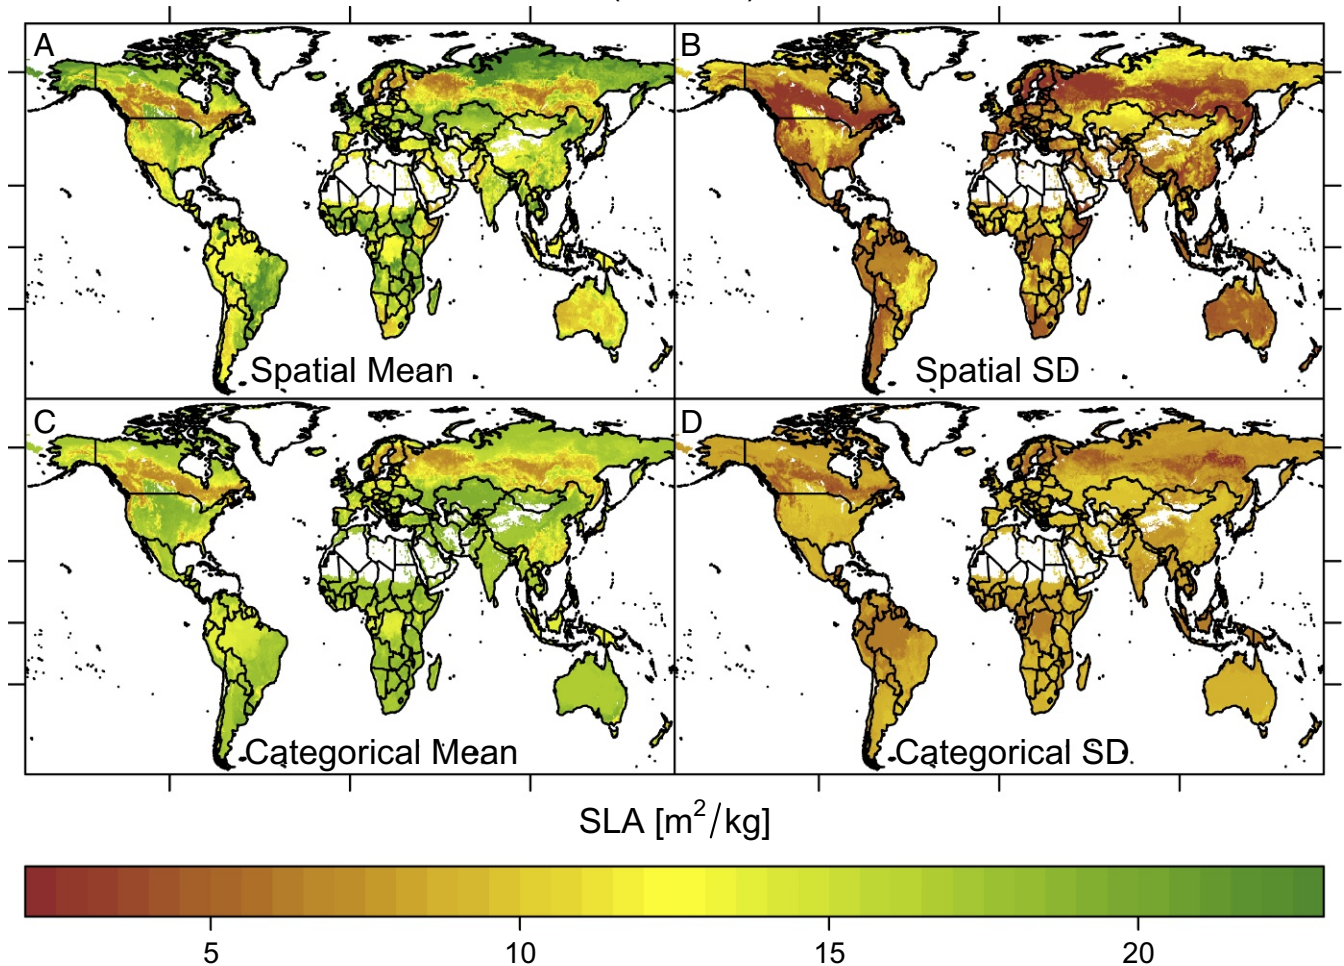 A
B
Spatial Mean
Spatial SD
C
D
Categorical Mean
Categorical SD
SLA [m²/kg]
5 10 15 20